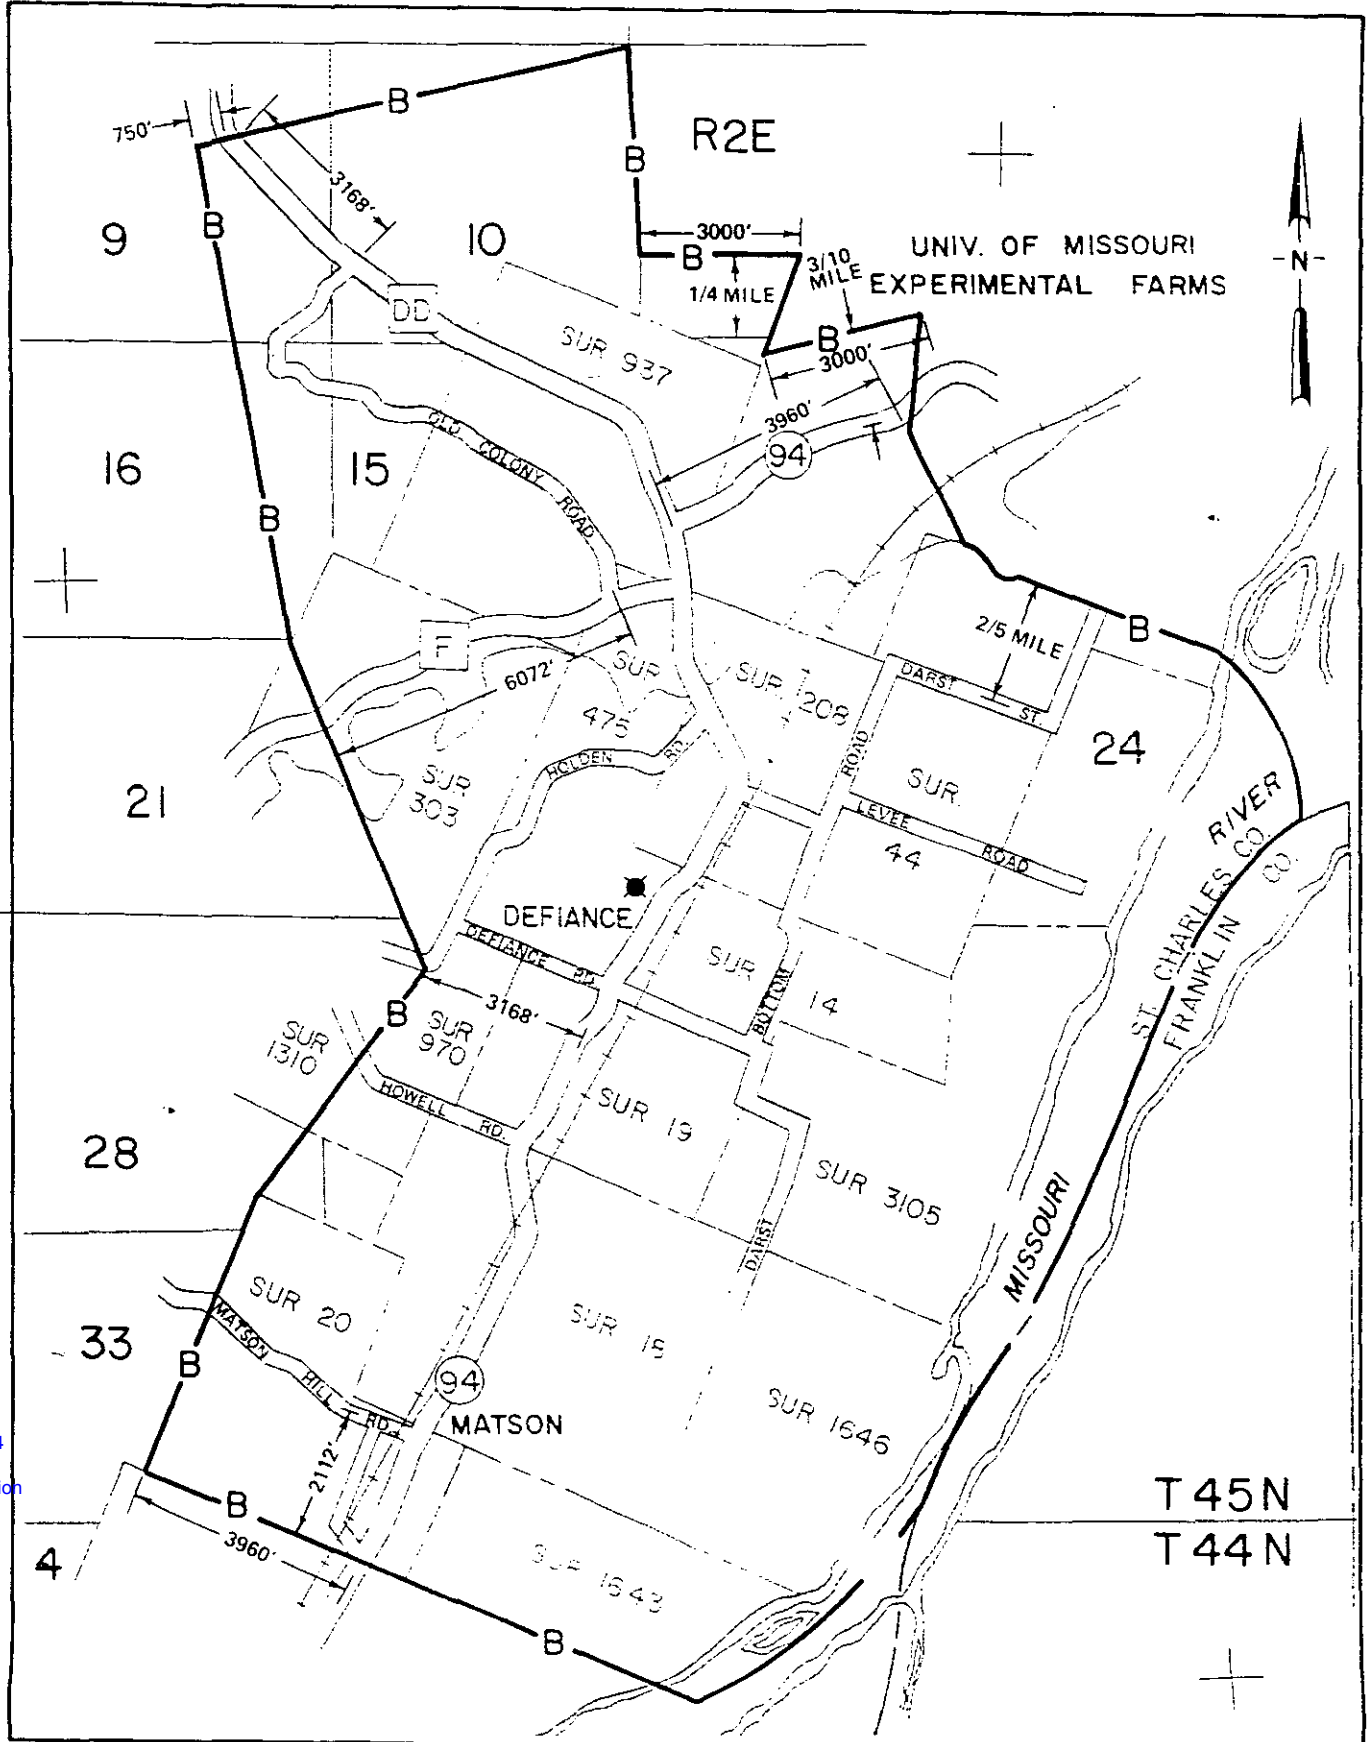 B
750'
R2E
B
3168'
B
9
10
3000'
B
UNIV. OF MISSOURI
EXPERIMENTAL FARMS
-N-
3/10
MILE
1/4 MILE
DD
B
SUR 937
3000'
3960'
OLD COLONY ROAD
94
16
15
B
2/5 MILE
B
F
SUR
475
6072'
SUR 208
DARST ST.
24
HOLDEN RD.
ROAD
SUR
303
SUR
44
21
LEVEE ROAD
RIVER
ST. CHARLES CO.
FRANKLIN CO.
DEFIANCE
DEFIANCE RD.
SUR
14
BOTTOM
3168'
B
SUR
970
SUR
1310
HOWELL RD.
SUR 19
28
SUR 3105
MISSOURI
DARST
SUR 20
SUR 18
33
MATSON HILL RD.
B
94
MATSON
SUR 1646
4
ion
2112'
T45N
B
3960'
T44N
4
SUR 1643
B